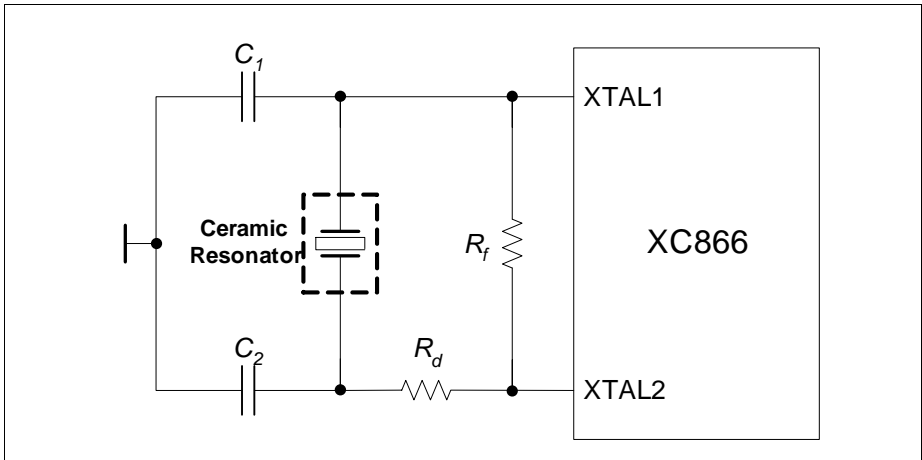 C1
XTAL1
Ceramic
Resonator
Rf
XC866
C2
Rd
XTAL2